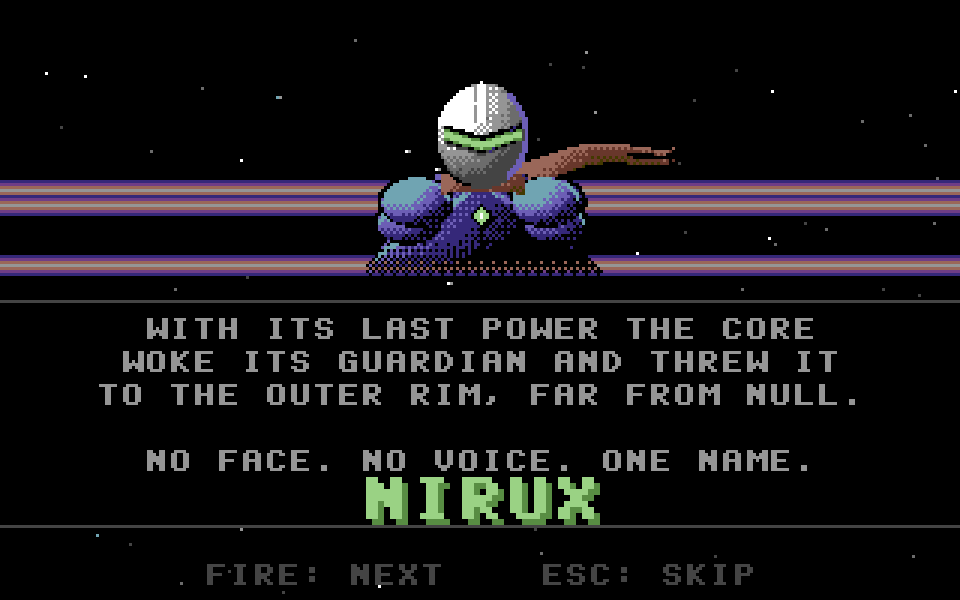 WITH ITS LAST POWER THE CORE
WOKE ITS GUARDIAN AND THREW IT
TO THE OUTER RIM, FAR FROM NULL.
NO FACE. NO VOICE. ONE NAME.
NIRUX
FIRE: NEXT ESC: SKIP